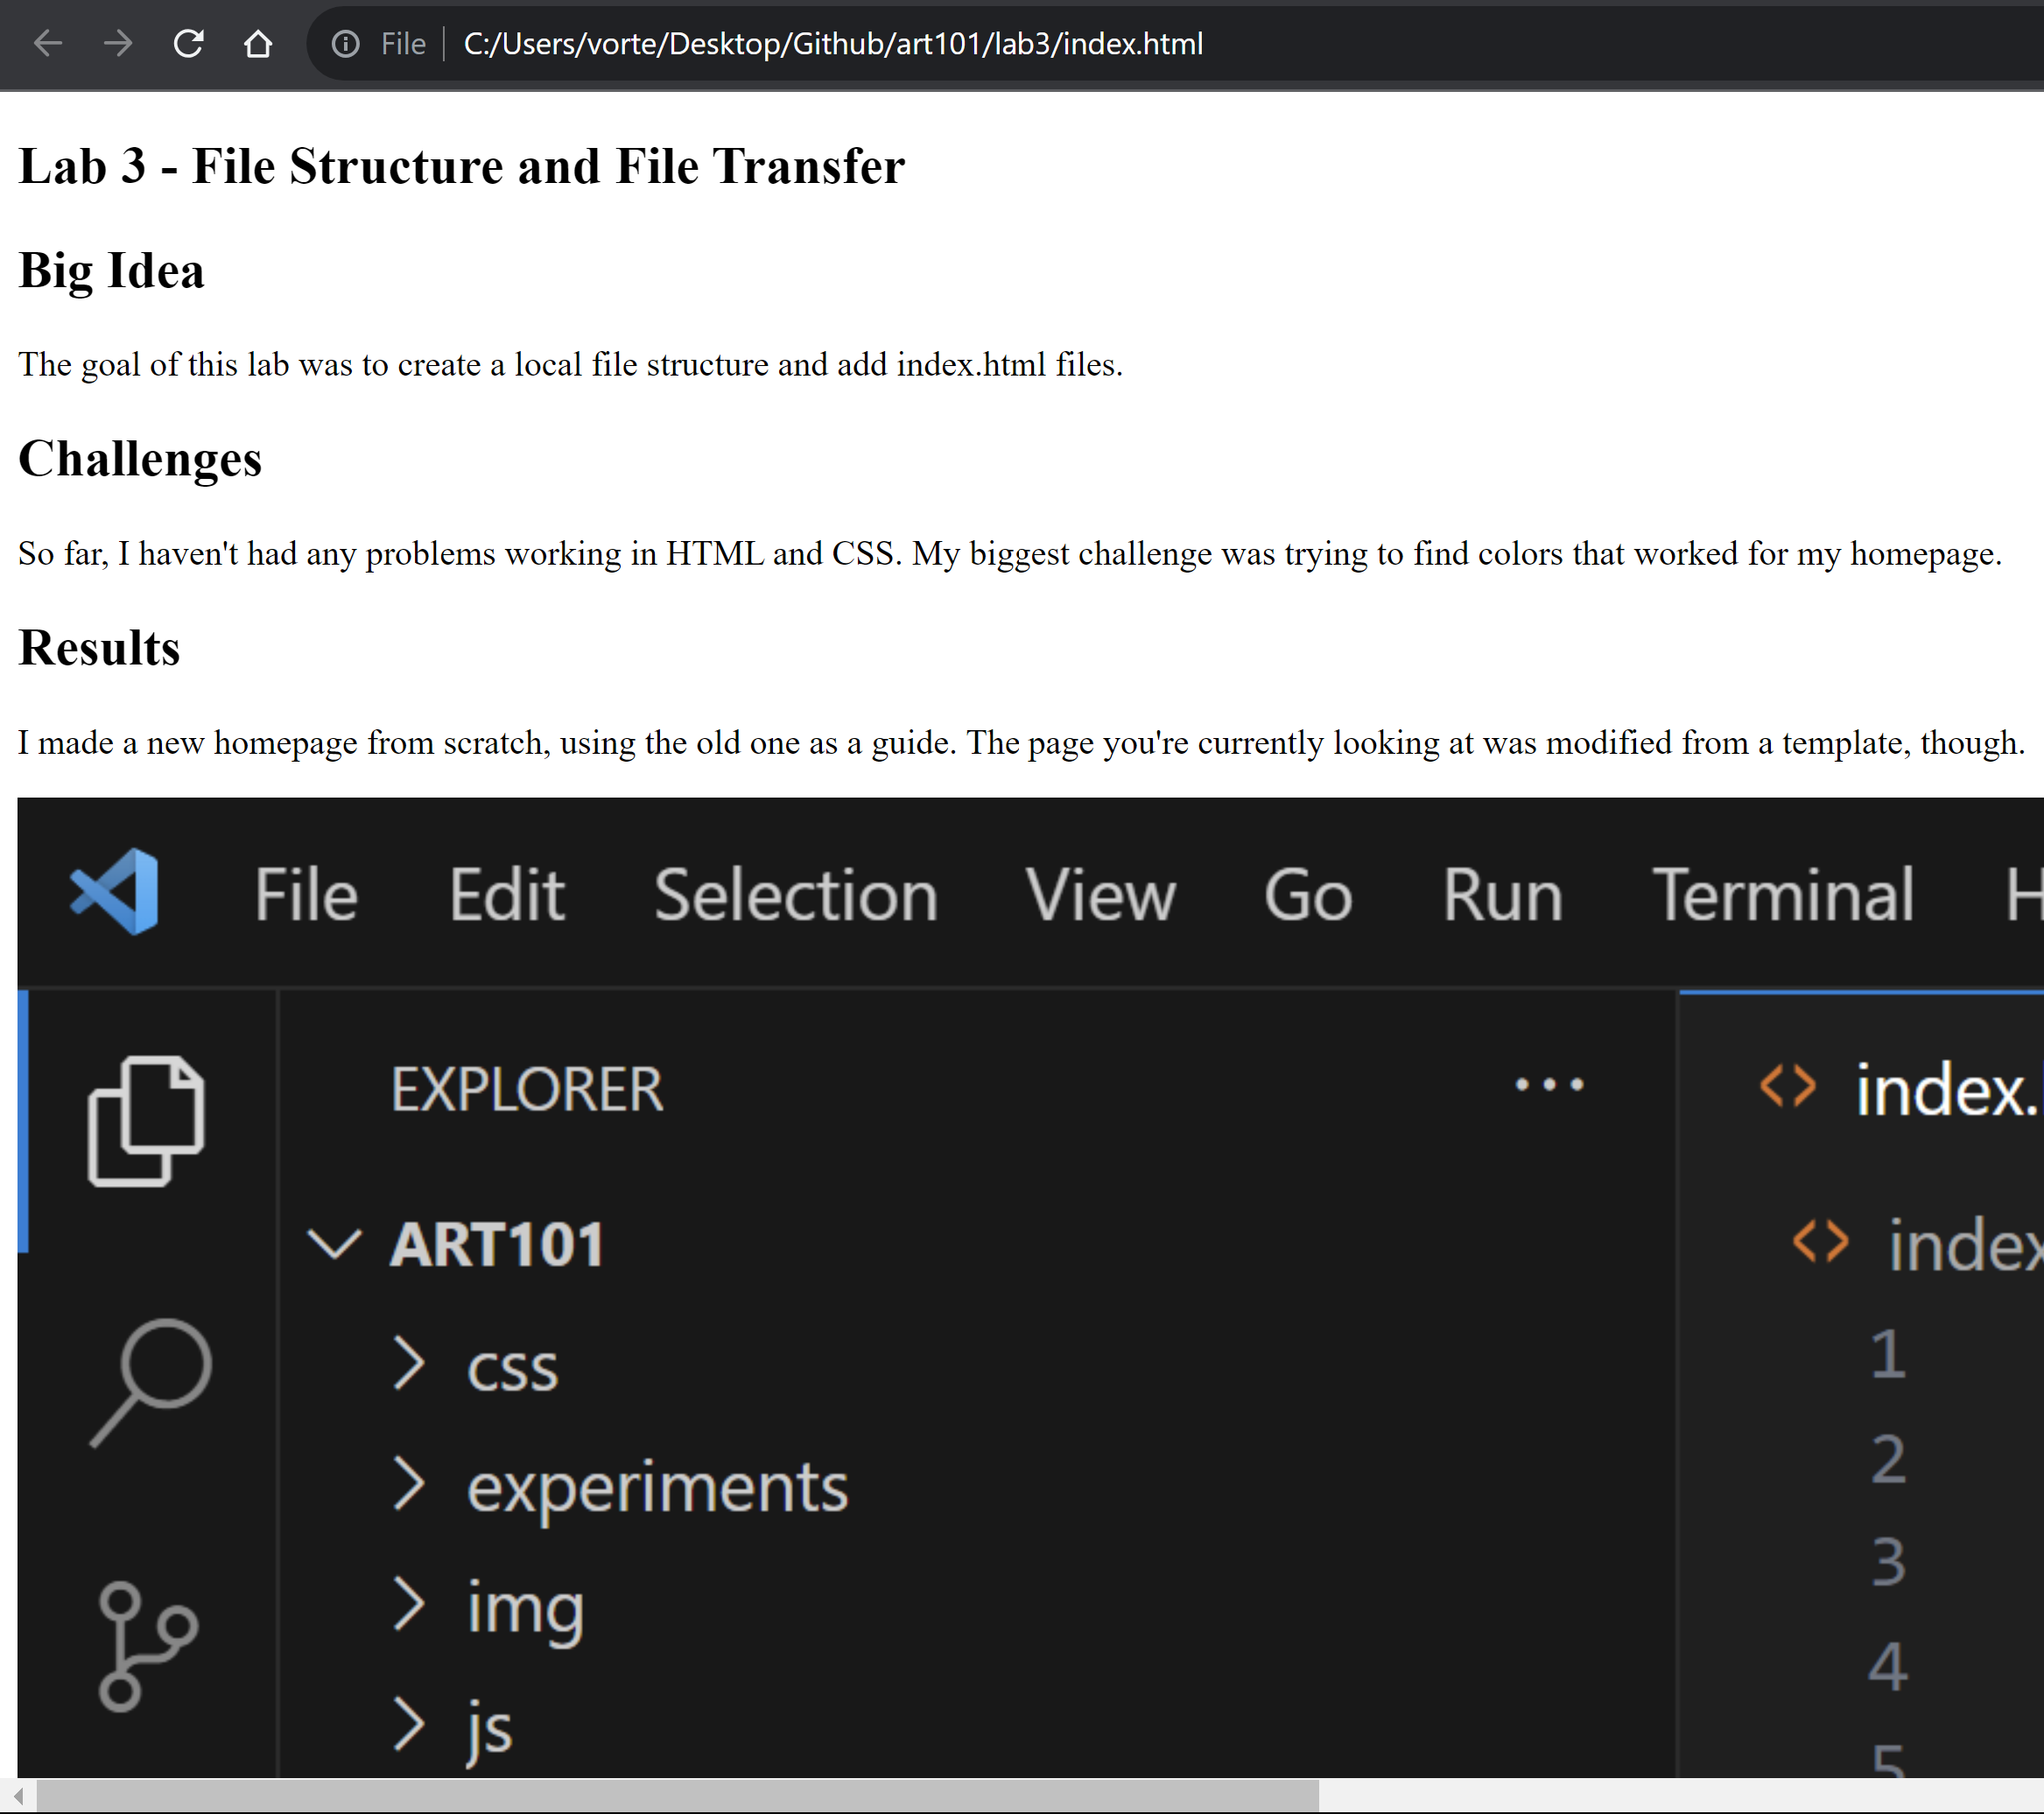 File C:/Users/vorte/Desktop/Github/art101/lab3/index.html
Lab 3 - File Structure and File Transfer
Big Idea
The goal of this lab was to create a local file structure and add index.html files.
Challenges
So far, I haven't had any problems working in HTML and CSS. My biggest challenge was trying to find colors that worked for my homepage.
Results
I made a new homepage from scratch, using the old one as a guide. The page you're currently looking at was modified from a template, though.
File Edit Selection View Go Run Terminal H
EXPLORER
index.
ART101
index
css
1
experiments
2
img
3
js
4
5